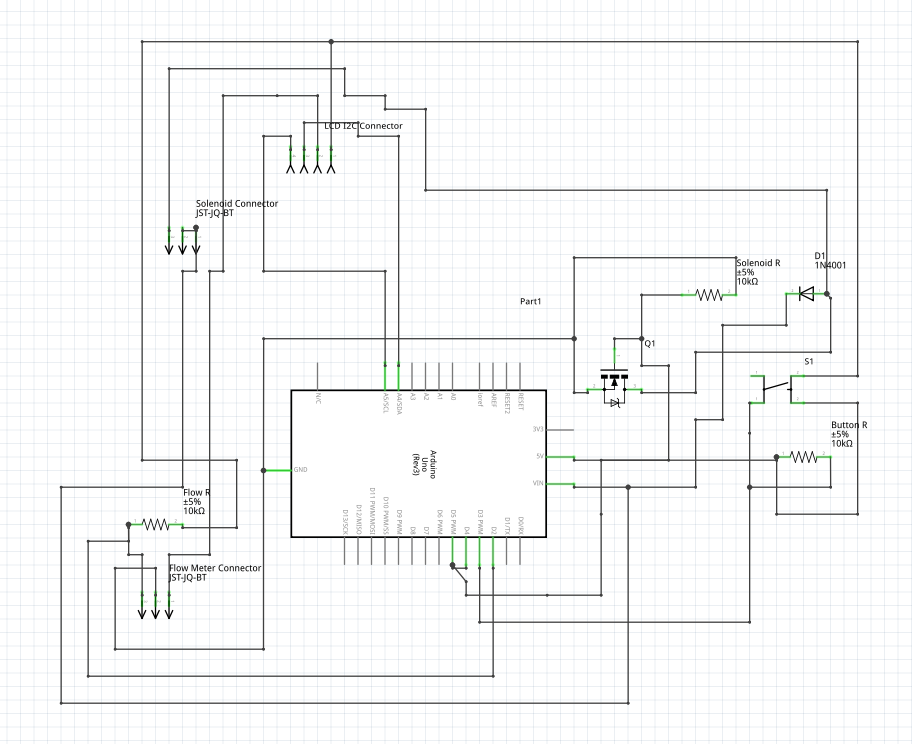 LCD I2C Connector
Solenoid Connector
JST-JQ-BT
D1
1N4001
Solenoid R
±5%
10kΩ
Part1
Q1
S1
N/C
A5/SCL
A4/SDA
A3
A2
A1
A0
ioref
AREF
RESET2
RESET
3V3
5V
VIN
GND
Arduino
Uno
(Rev3)
Button R
±5%
10kΩ
Flow R
±5%
10kΩ
D13/SCK
D12/MISO
D11 PWM/MOSI
D10 PWM/SS
D9 PWM
D8
D7
D6 PWM
D5 PWM
D4
D3 PWM
D2
D1/TX
D0/RX
Flow Meter Connector
JST-JQ-BT